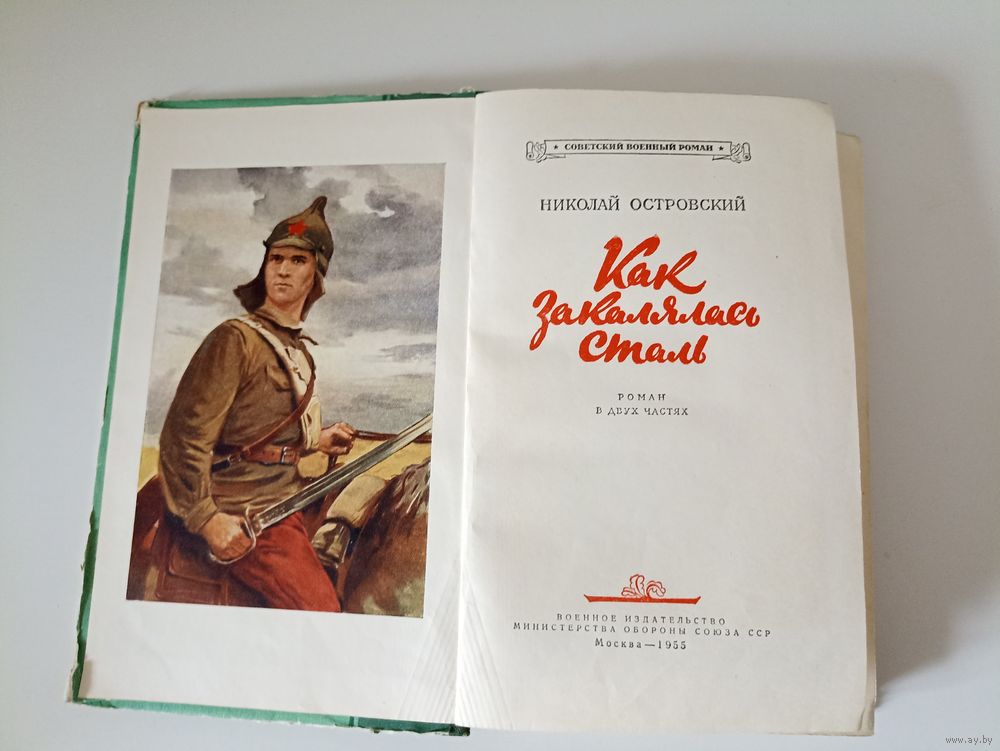 ★ СОВЕТСКИЙ ВОЕННЫЙ РОМАН ★
НИКОЛАЙ ОСТРОВСКИЙ
Как
закалялась
сталь
РОМАН
В ДВУХ ЧАСТЯХ
ВОЕННОЕ ИЗДАТЕЛЬСТВО
МИНИСТЕРСТВА ОБОРОНЫ СОЮЗА ССР
Москва — 1955
www.ay.by